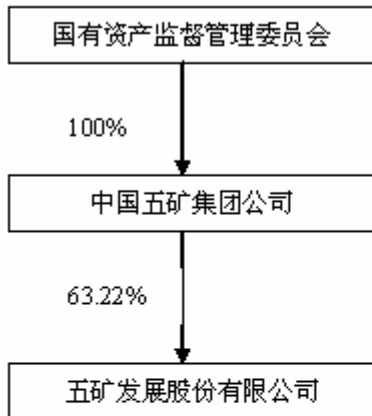 国有资产监督管理委员会
100%
中国五矿集团公司
63.22%
五矿发展股份有限公司